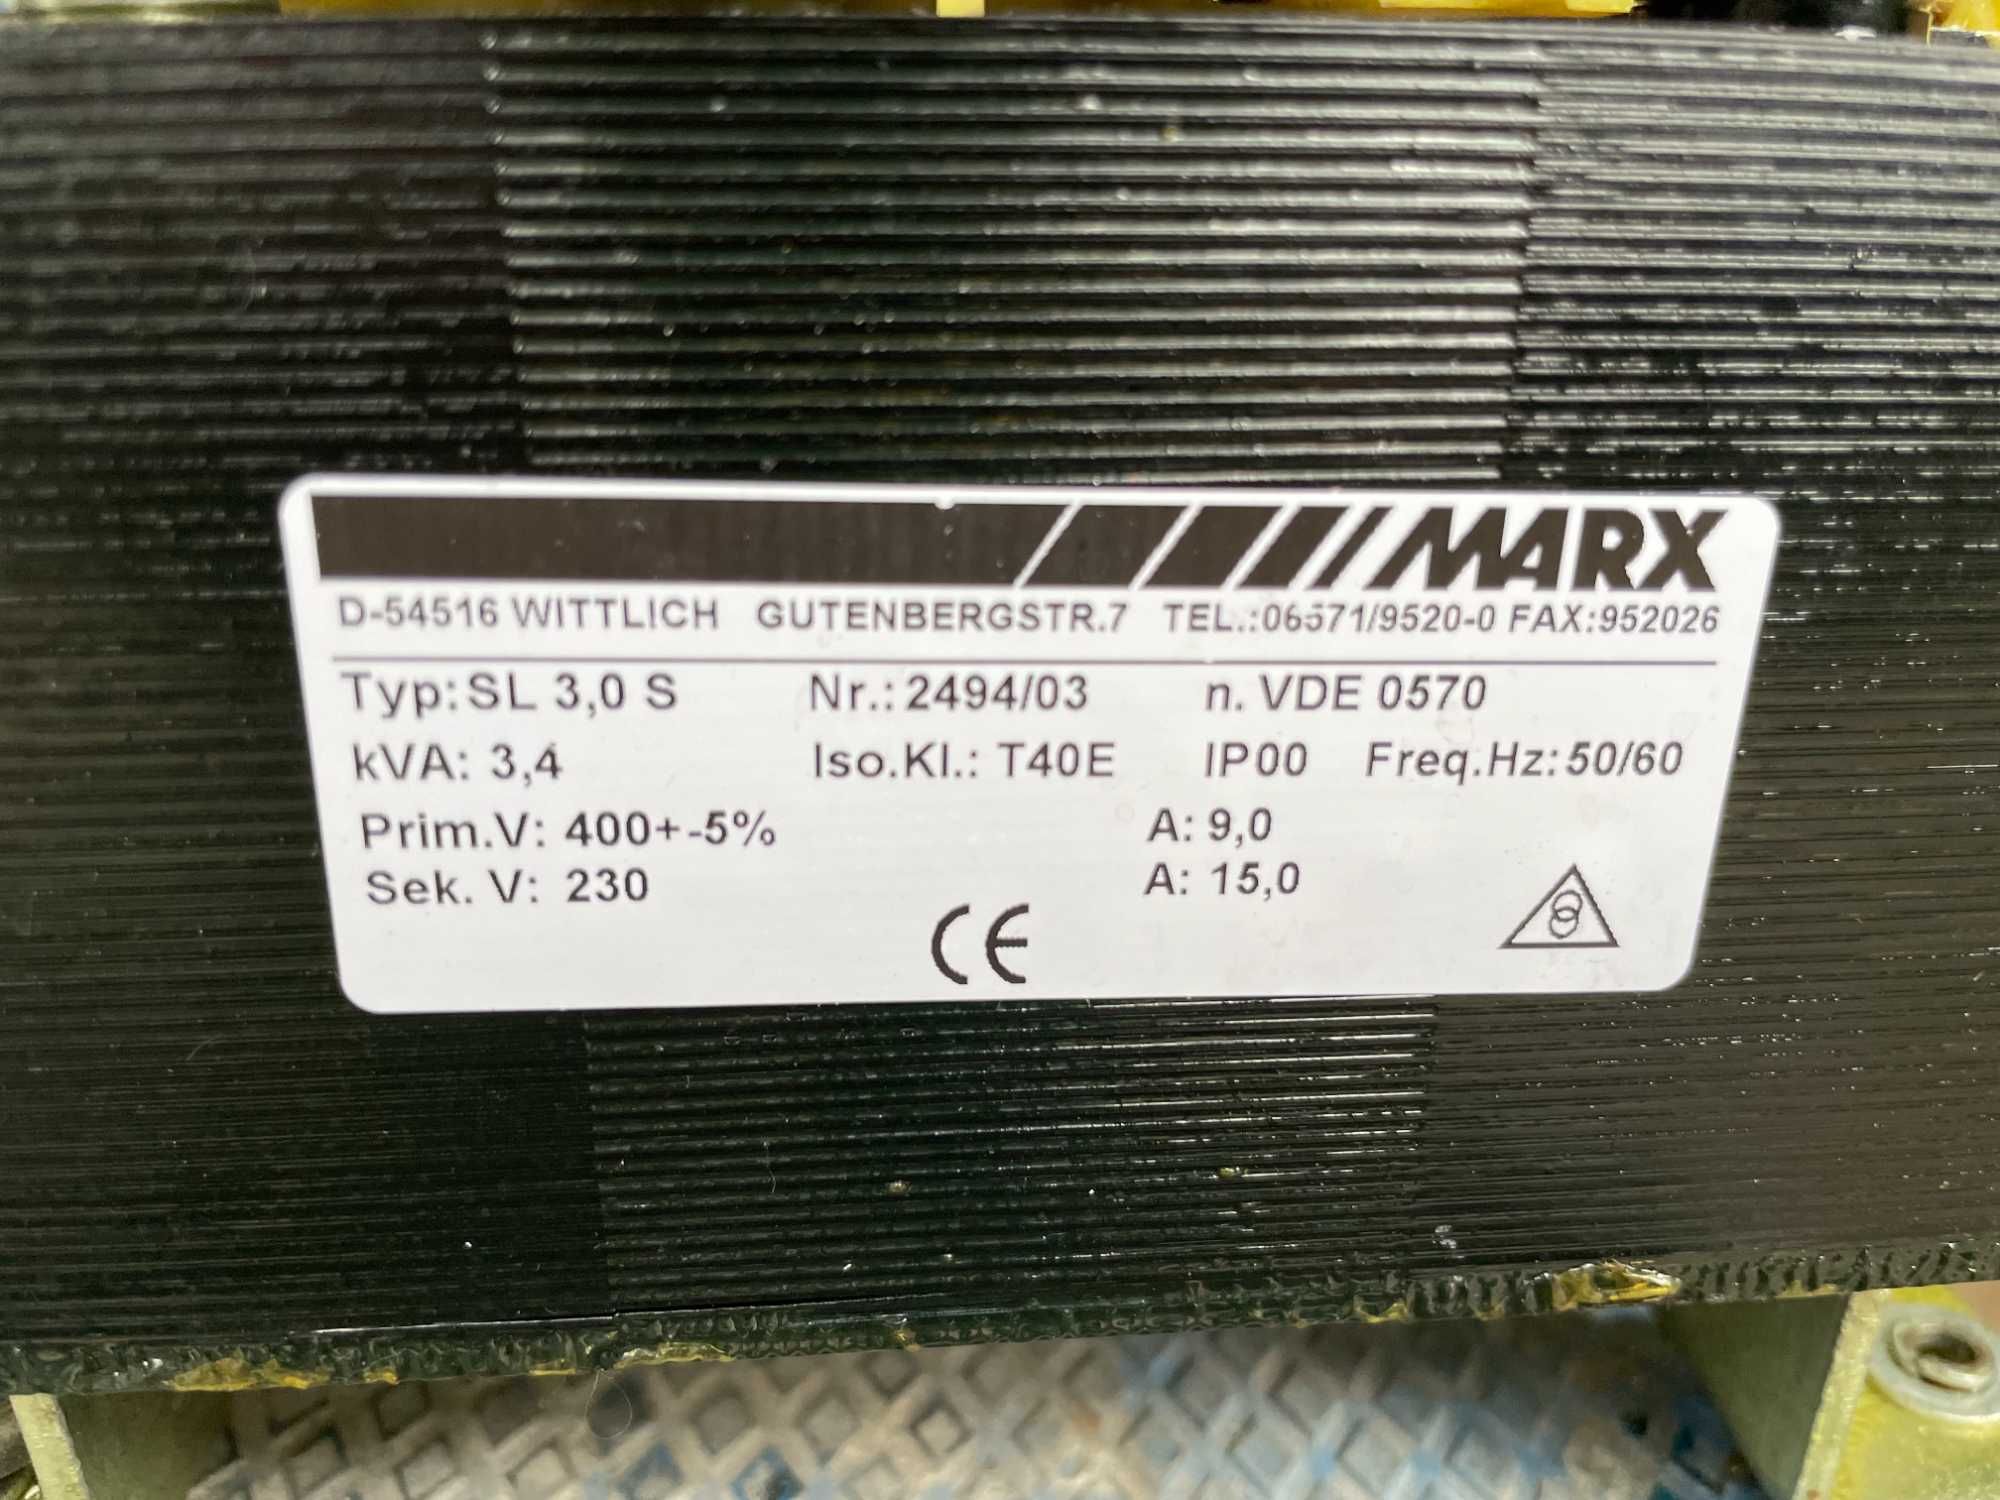 MARX
D-54516 WITTLICH GUTENBERGSTR.7 TEL.:06571/9520-0 FAX:952026
Typ: SL 3,0 S Nr.: 2494/03 n. VDE 0570
kVA: 3,4 Iso.Kl.: T40E IP00 Freq.Hz: 50/60
Prim.V: 400+-5% A: 9,0
Sek. V: 230 A: 15,0
CE